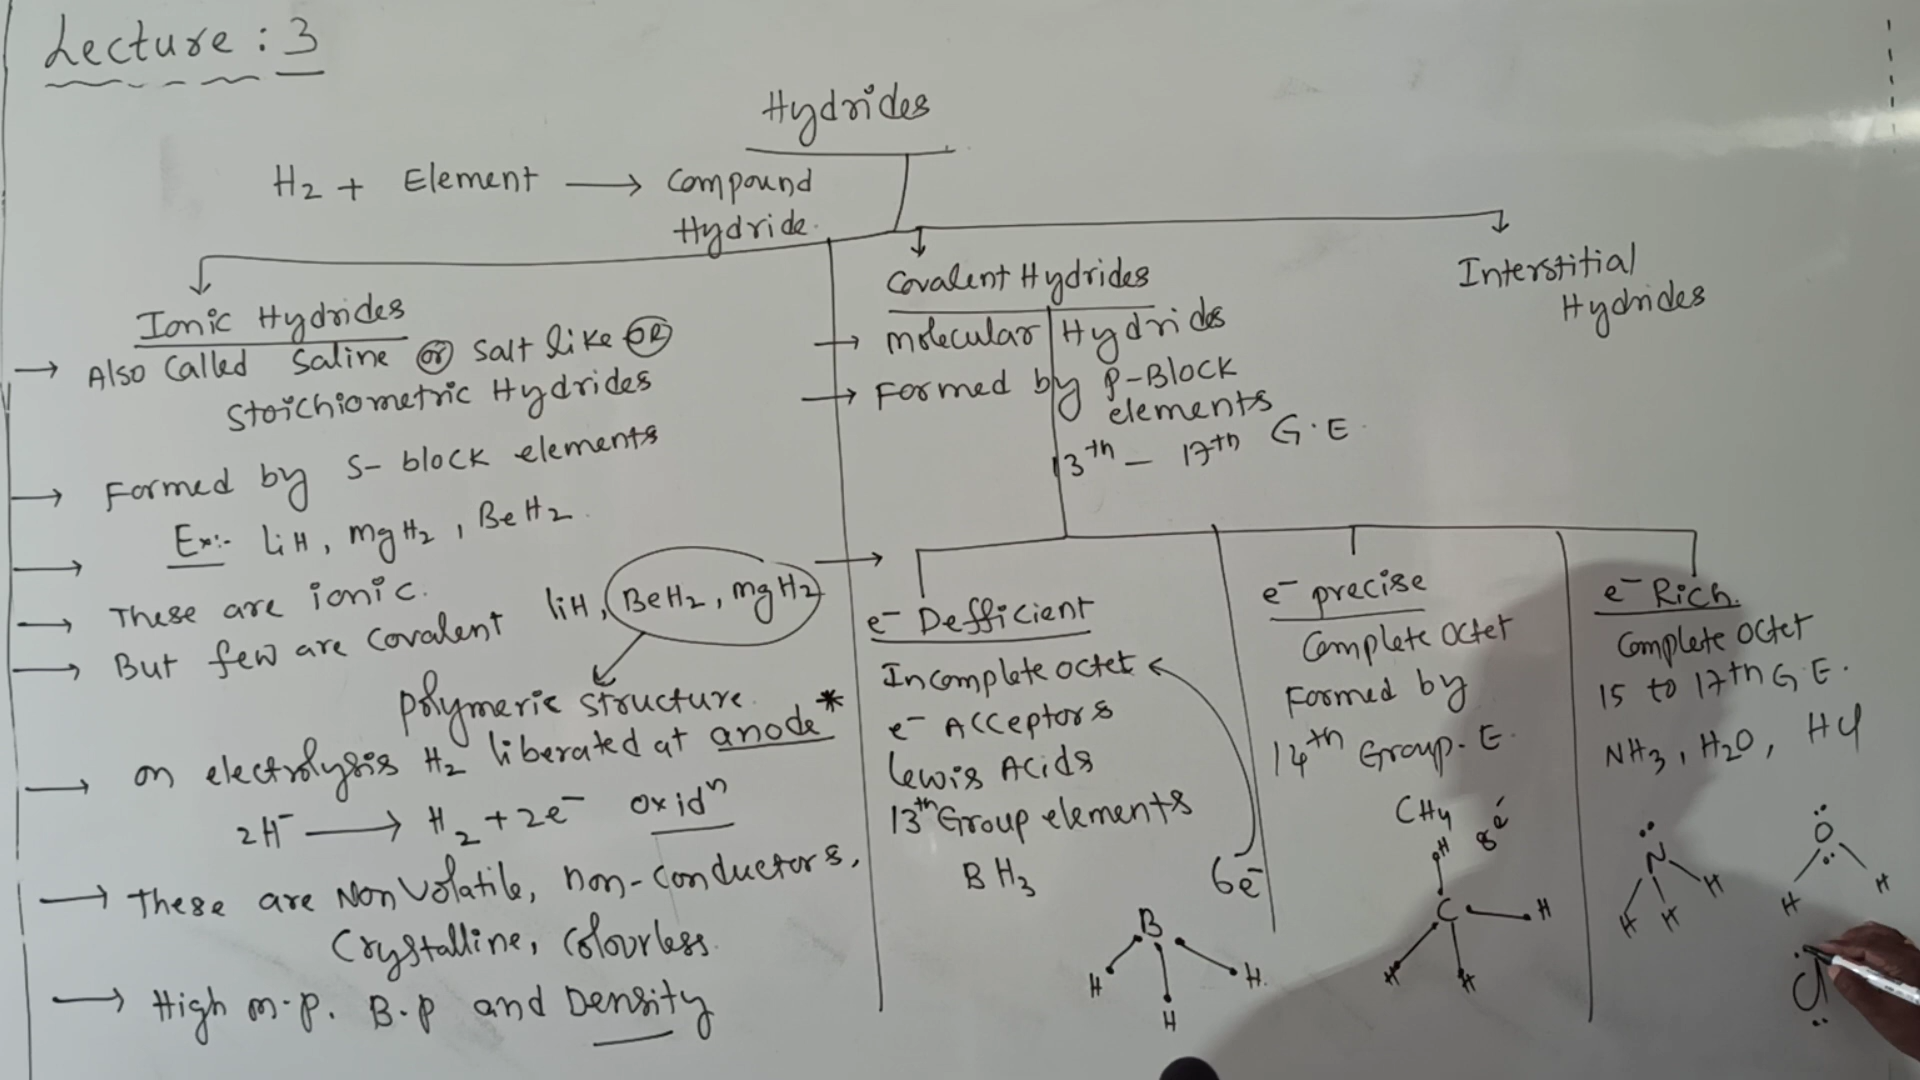 Lecture : 3
Hydrides
H2 + Element → Compound
Hydride.
Ionic Hydrides
→ Also Called Saline (or) Salt like (OR)
Stoichiometric Hydrides
→ Formed by S-block elements
→ Ex:- LiH, MgH2, BeH2.
→ These are ionic.
→ But few are Covalent LiH, BeH2, MgH2
Polymeric structure.
→ on electrolysis H2 liberated at anode*
2H⁻ → H2 + 2e⁻ oxidⁿ
→ These are NonVolatile, non-conductors,
Crystalline, Colourless.
→ High m.p. B.p and Density
Covalent Hydrides
→ Molecular Hydrides
→ Formed by P-Block
elements
13th – 17th G.E.
→
e⁻ Defficient
Incomplete octet
e⁻ Acceptors
Lewis Acids
13th Group elements
BH3 6e⁻
B
H H H.
e⁻ precise
Complete Octet
Formed by
14th Group. E.
CH4
8e⁻
H
C H
H H
e⁻ Rich.
Complete Octet
15 to 17th G.E.
NH3, H2O, HCl
N
H H H
O
H H
Cl
Interstitial
Hydrides